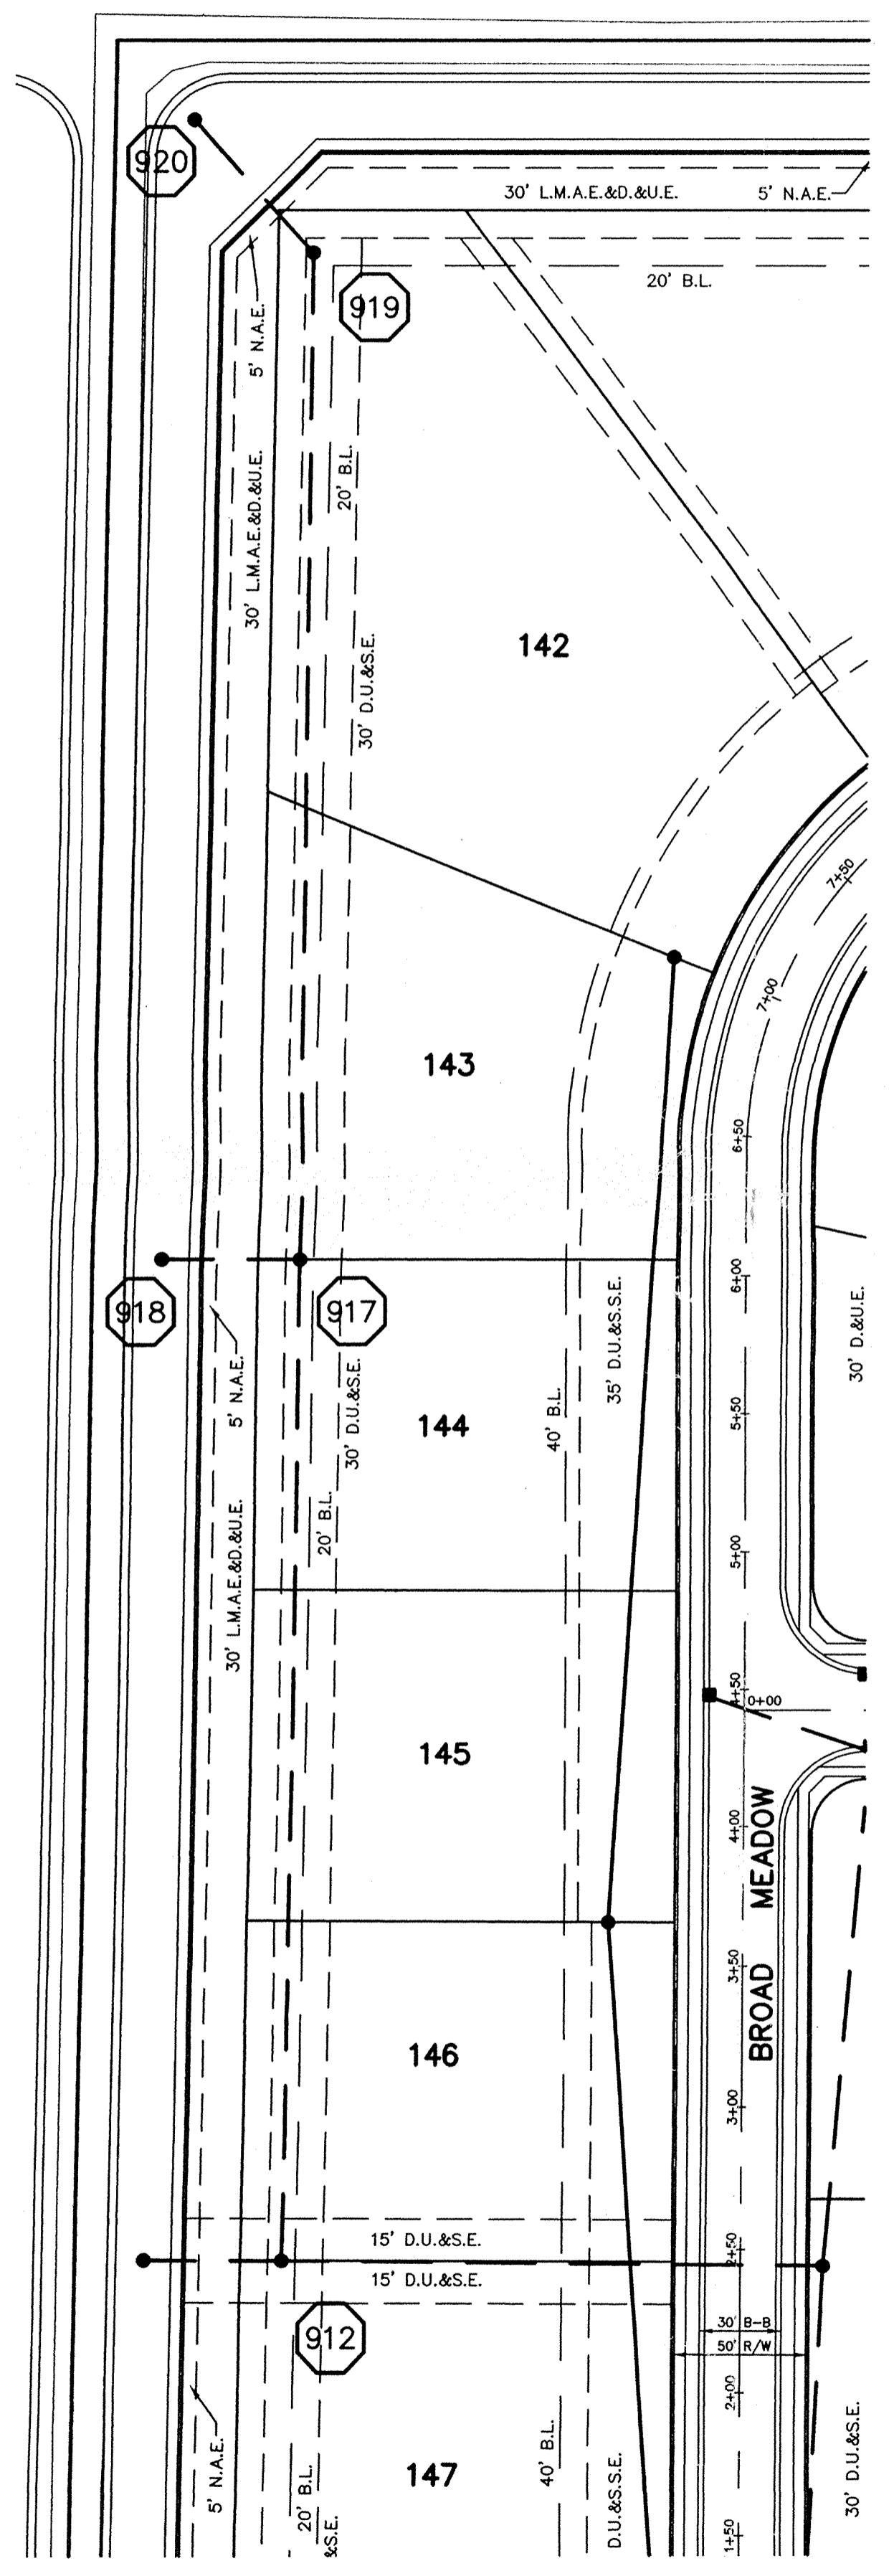 920
30' L.M.A.E.&D.&U.E.
5' N.A.E.
20' B.L.
919
5' N.A.E.
20' B.L.
30' L.M.A.E.&D.&U.E.
142
30' D.U.&S.E.
7+50
7+00
143
6+50
918
917
6+00
35' D.U.&S.S.E.
30' D.&U.E.
5' N.A.E.
30' D.U.&S.E.
144
40' B.L.
5+50
20' B.L.
5+00
30' L.M.A.E.&D.&U.E.
4+50
0+00
145
4+00
BROAD MEADOW
3+50
146
3+00
15' D.U.&S.E.
2+50
15' D.U.&S.E.
912
30' B-B
50' R/W
2+00
5' N.A.E.
20' B.L.
&S.E.
147
40' B.L.
D.U.&S.S.E.
30' D.U.&S.E.
1+50